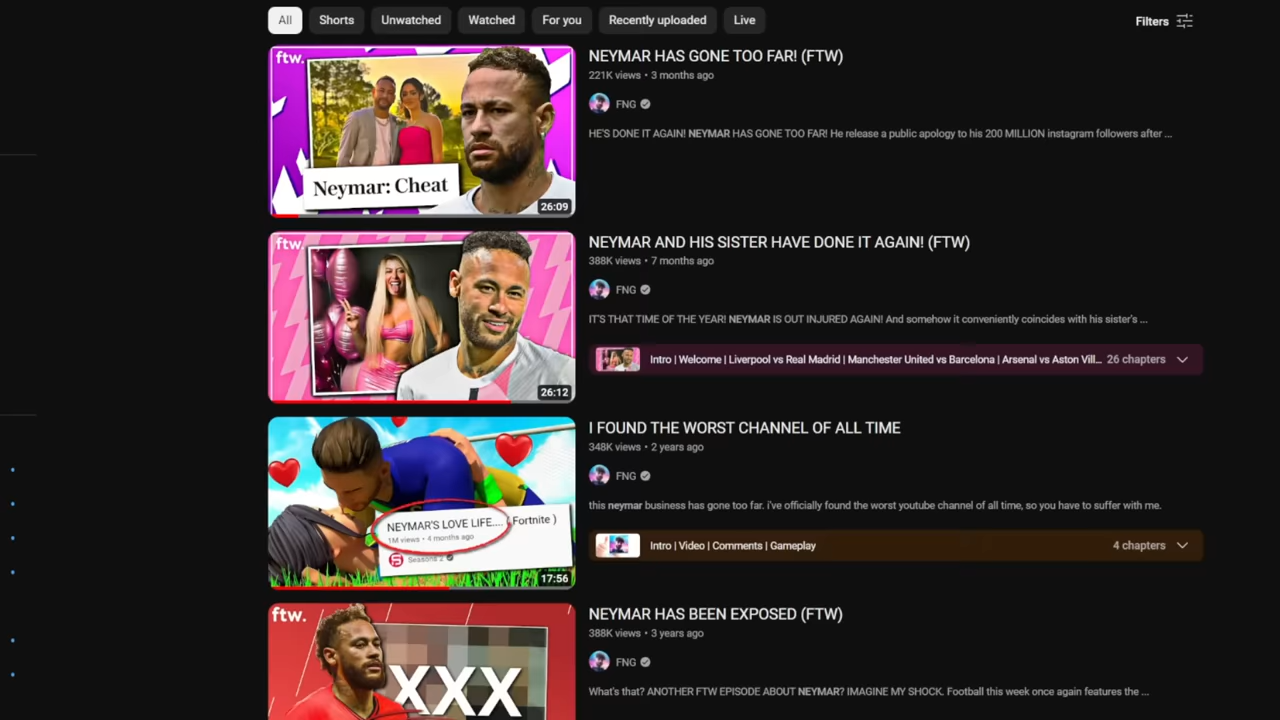 All Shorts Unwatched Watched For you Recently uploaded Live Filters
ftw.
Neymar: Cheat
26:09
NEYMAR HAS GONE TOO FAR! (FTW)
221K views • 3 months ago
FNG
HE'S DONE IT AGAIN! NEYMAR HAS GONE TOO FAR! He release a public apology to his 200 MILLION instagram followers after ...
ftw.
26:12
NEYMAR AND HIS SISTER HAVE DONE IT AGAIN! (FTW)
388K views • 7 months ago
FNG
IT'S THAT TIME OF THE YEAR! NEYMAR IS OUT INJURED AGAIN! And somehow it conveniently coincides with his sister's ...
Intro | Welcome | Liverpool vs Real Madrid | Manchester United vs Barcelona | Arsenal vs Aston Vill... 26 chapters
NEYMAR'S LOVE LIFE.... ( Fortnite )
1M views • 4 months ago
Seasons 2
17:56
I FOUND THE WORST CHANNEL OF ALL TIME
348K views • 2 years ago
FNG
this neymar business has gone too far. i've officially found the worst youtube channel of all time, so you have to suffer with me.
Intro | Video | Comments | Gameplay 4 chapters
ftw.
XXX
NEYMAR HAS BEEN EXPOSED (FTW)
388K views • 3 years ago
FNG
What's that? ANOTHER FTW EPISODE ABOUT NEYMAR? IMAGINE MY SHOCK. Football this week once again features the ...